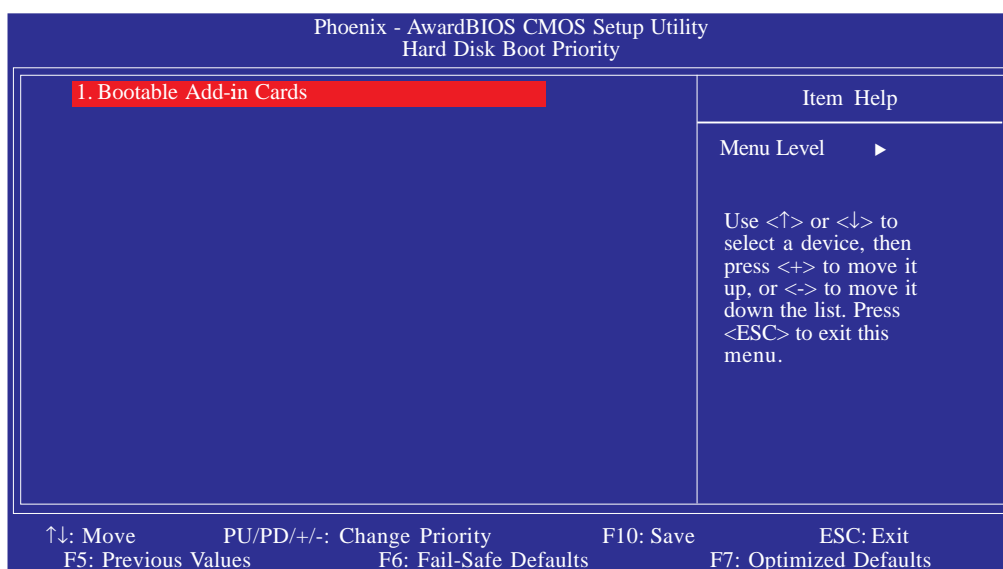 Phoenix - AwardBIOS CMOS Setup Utility
Hard Disk Boot Priority
1. Bootable Add-in Cards
Item Help
Menu Level ►
Use <↑> or <↓> to
select a device, then
press <+> to move it
up, or <-> to move it
down the list. Press
<ESC> to exit this
menu.
↑↓: Move PU/PD/+/-: Change Priority F10: Save ESC: Exit
F5: Previous Values F6: Fail-Safe Defaults F7: Optimized Defaults